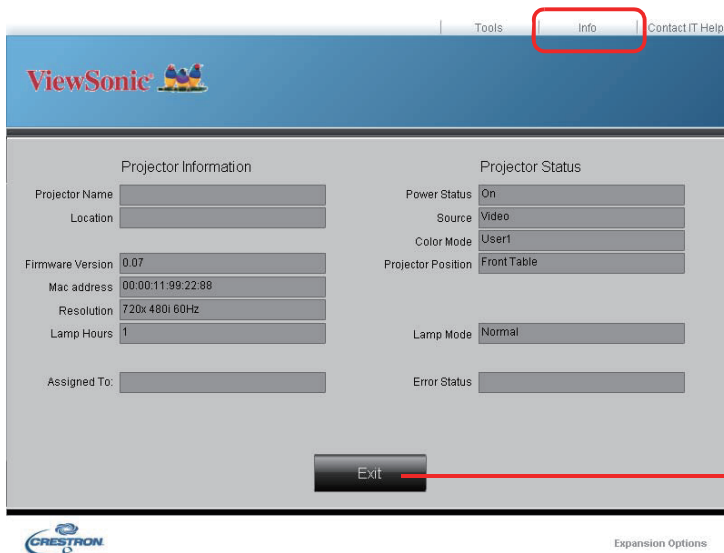 Tools Info Contact IT Help
ViewSonic®
Projector Information
Projector Status
Projector Name
Location
Firmware Version 0.07
Mac address 00:00:11:99:22:88
Resolution 720x 480i 60Hz
Lamp Hours 1
Assigned To:
Power Status On
Source Video
Color Mode User1
Projector Position Front Table
Lamp Mode Normal
Error Status
Exit
CRESTRON
Expansion Options